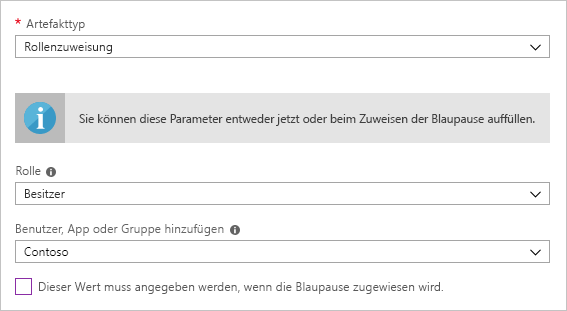 * Artefakttyp
Rollenzuweisung
Sie können diese Parameter entweder jetzt oder beim Zuweisen der Blaupause auffüllen.
Rolle
Besitzer
Benutzer, App oder Gruppe hinzufügen
Contoso
Dieser Wert muss angegeben werden, wenn die Blaupause zugewiesen wird.